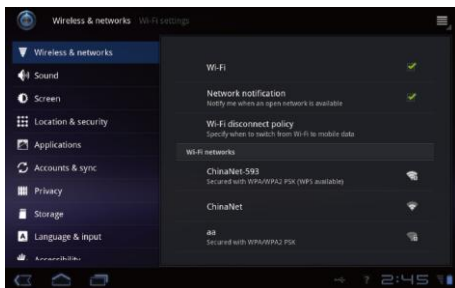 Wireless & networks Wi-Fi settings
Wireless & networks
Sound
Screen
Location & security
Applications
Accounts & sync
Privacy
Storage
Language & input
Accessibility
Wi-Fi
Network notification
Notify me when an open network is available
Wi-Fi disconnect policy
Specify when to switch from Wi-Fi to mobile data
Wi-Fi networks
ChinaNet-593
Secured with WPA/WPA2 PSK (WPS available)
ChinaNet
aa
Secured with WPA/WPA2 PSK
2:45